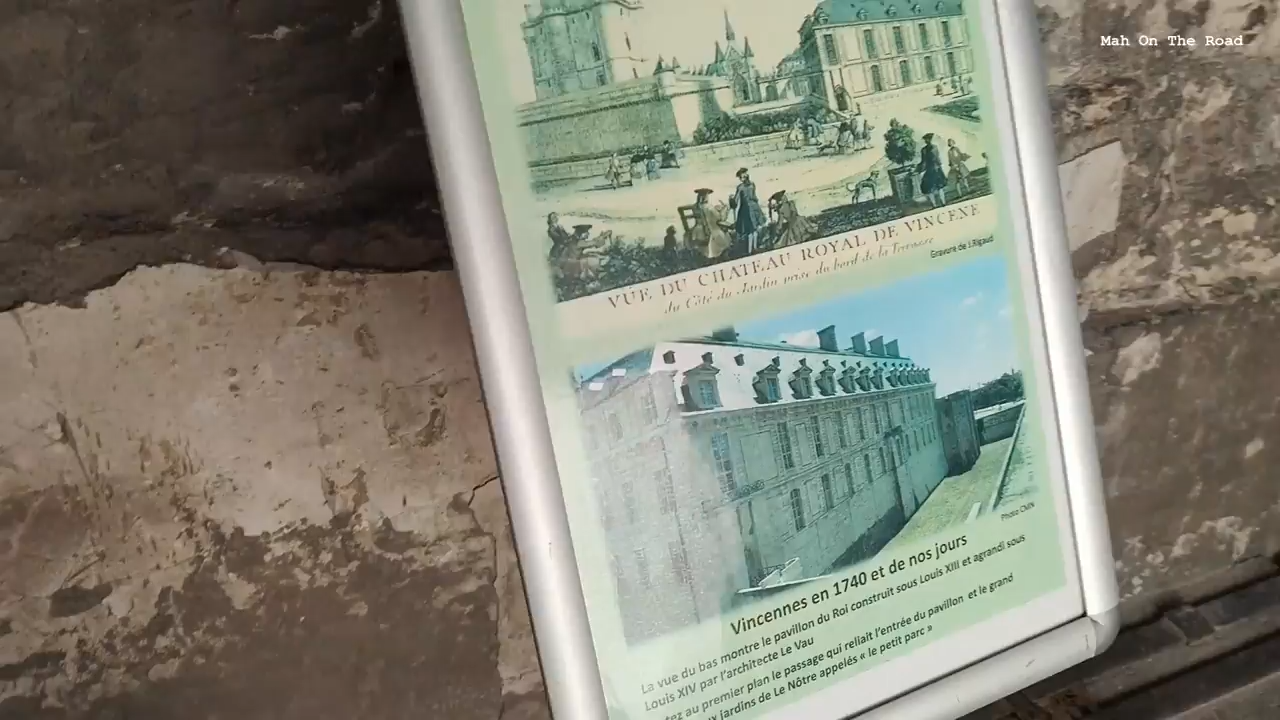 Mah On The Road
VUE DU CHATEAU ROYAL DE VINCENE
du Côté du Jardin prise du bord de la Terrasse
Gravure de J.Rigaud
Photo CMN
Vincennes en 1740 et de nos jours
La vue du bas montre le pavillon du Roi construit sous Louis XIII et agrandi sous
Louis XIV par l'architecte Le Vau
au premier plan le passage qui reliait l'entrée du pavillon et le grand
jardins de Le Nôtre appelés « le petit parc »